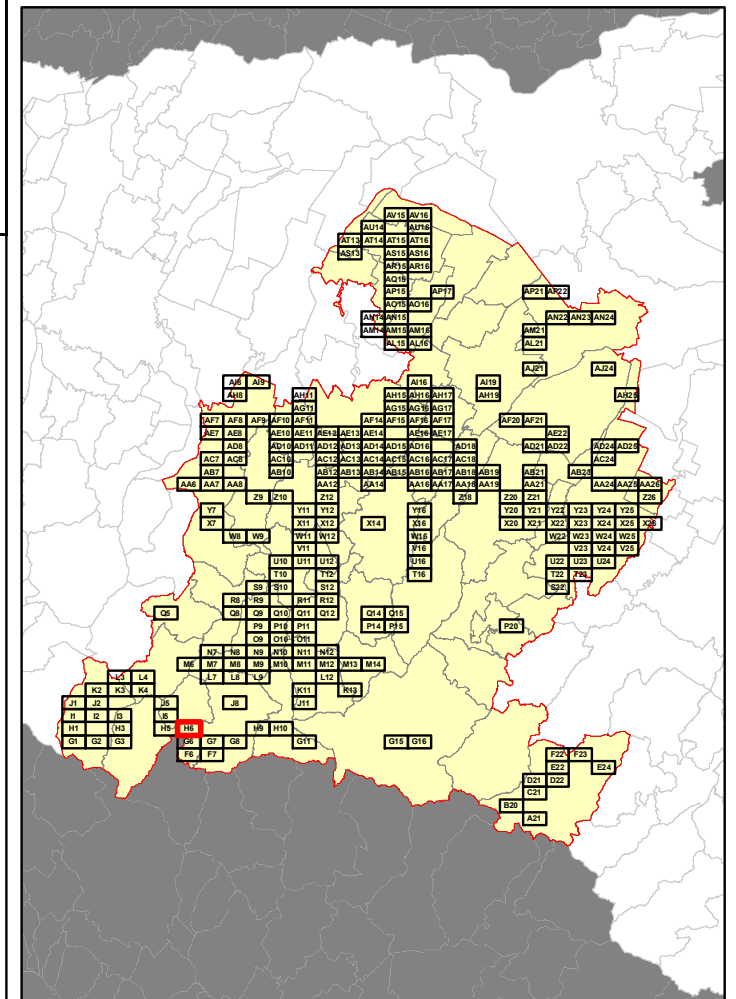 AV15 AV16
AU14 AU16
AT13 AT14 AT15 AT16
AS13 AS15 AS16
AR15 AR16
AQ15
AP15 AP17 AP21 AP22
AO15 AO16
AN14 AN15 AN22 AN23 AN24
AM14 AM15 AM16 AM21
AL15 AL16 AL21
AJ21 AJ24
AI8 AI9 AI16 AI19
AH8 AH11 AH15 AH16 AH17 AH19 AH25
AG11 AG15 AG16 AG17
AF7 AF8 AF9 AF10 AF11 AF14 AF15 AF16 AF17 AF20 AF21
AE7 AE8 AE10 AE11 AE12 AE13 AE14 AE16 AE17 AE22
AD8 AD10 AD11 AD12 AD13 AD14 AD15 AD16 AD18 AD21 AD22 AD24 AD25
AC7 AC8 AC10 AC12 AC13 AC14 AC15 AC16 AC17 AC18 AC24
AB7 AB10 AB12 AB13 AB14 AB15 AB16 AB17 AB18 AB19 AB21 AB23
AA6 AA7 AA8 AA12 AA14 AA16 AA17 AA18 AA19 AA21 AA24 AA25 AA26
Z9 Z10 Z12 Z18 Z20 Z21 Z26
Y7 Y11 Y12 Y16 Y20 Y21 Y22 Y23 Y24 Y25
X7 X11 X12 X14 X16 X20 X21 X22 X23 X24 X25 X26
W8 W9 W11 W12 W16 W22 W23 W24 W25
V11 V16 V23 V24 V25
U10 U11 U12 U16 U22 U23 U24
T10 T12 T16 T22 T23
S9 S10 S12 S22
R8 R9 R11 R12
Q5 Q8 Q9 Q10 Q11 Q12 Q14 Q15
P9 P10 P11 P14 P15 P20
O9 O10 O11
N7 N8 N9 N10 N11 N12
M6 M7 M8 M9 M10 M11 M12 M13 M14
L3 L4 L7 L8 L9 L12
K2 K3 K4 K11 K13
J1 J2 J5 J8 J11
I1 I2 I3 I5
H1 H3 H5 H6 H9 H10
G1 G2 G3 G6 G7 G8 G11 G15 G16
F6 F7 F22 F23
E22 E24
D21 D22
C21
B20
A21